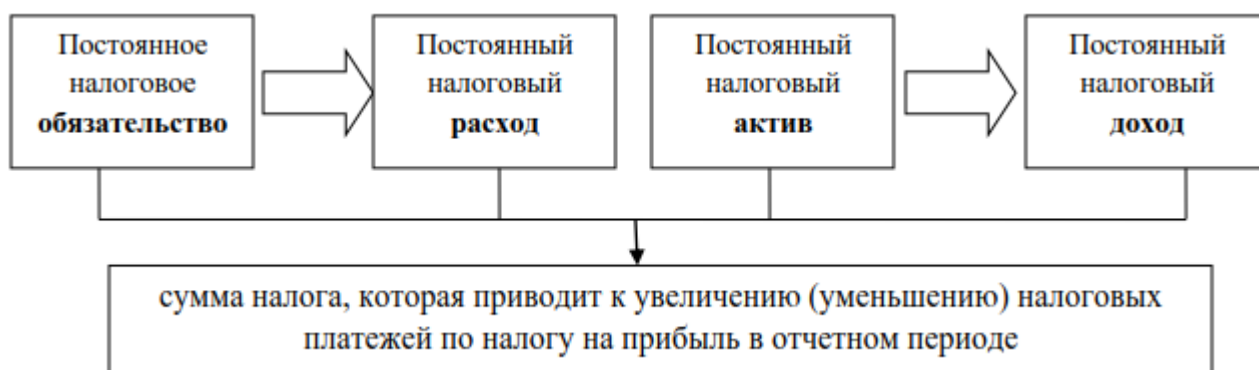 Постоянное
налоговое
обязательство
Постоянный
налоговый
расход
Постоянный
налоговый
актив
Постоянный
налоговый
доход
сумма налога, которая приводит к увеличению (уменьшению) налоговых
платежей по налогу на прибыль в отчетном периоде